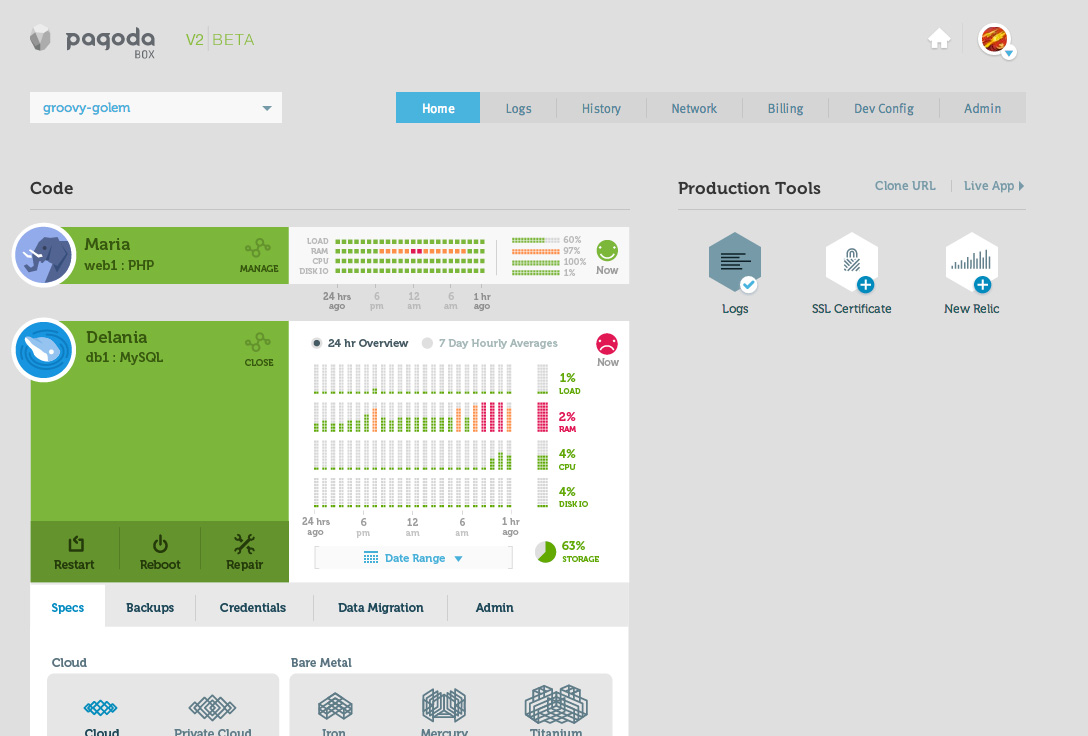 pagoda
BOX
V2 | BETA
groovy-golem
Home
Logs
History
Network
Billing
Dev Config
Admin
Code
Production Tools
Clone URL
Live App
Maria
web1 : PHP
MANAGE
LOAD
RAM
CPU
DISK IO
60%
97%
100%
1%
Now
24 hrs ago
6 pm
12 am
6 am
1 hr ago
Logs
SSL Certificate
New Relic
Delania
db1 : MySQL
CLOSE
24 hr Overview
7 Day Hourly Averages
Now
1%
LOAD
2%
RAM
4%
CPU
4%
DISK IO
24 hrs ago
6 pm
12 am
6 am
1 hr ago
Date Range
63%
STORAGE
Restart
Reboot
Repair
Specs
Backups
Credentials
Data Migration
Admin
Cloud
Bare Metal
Cloud
Private Cloud
Iron
Mercury
Titanium